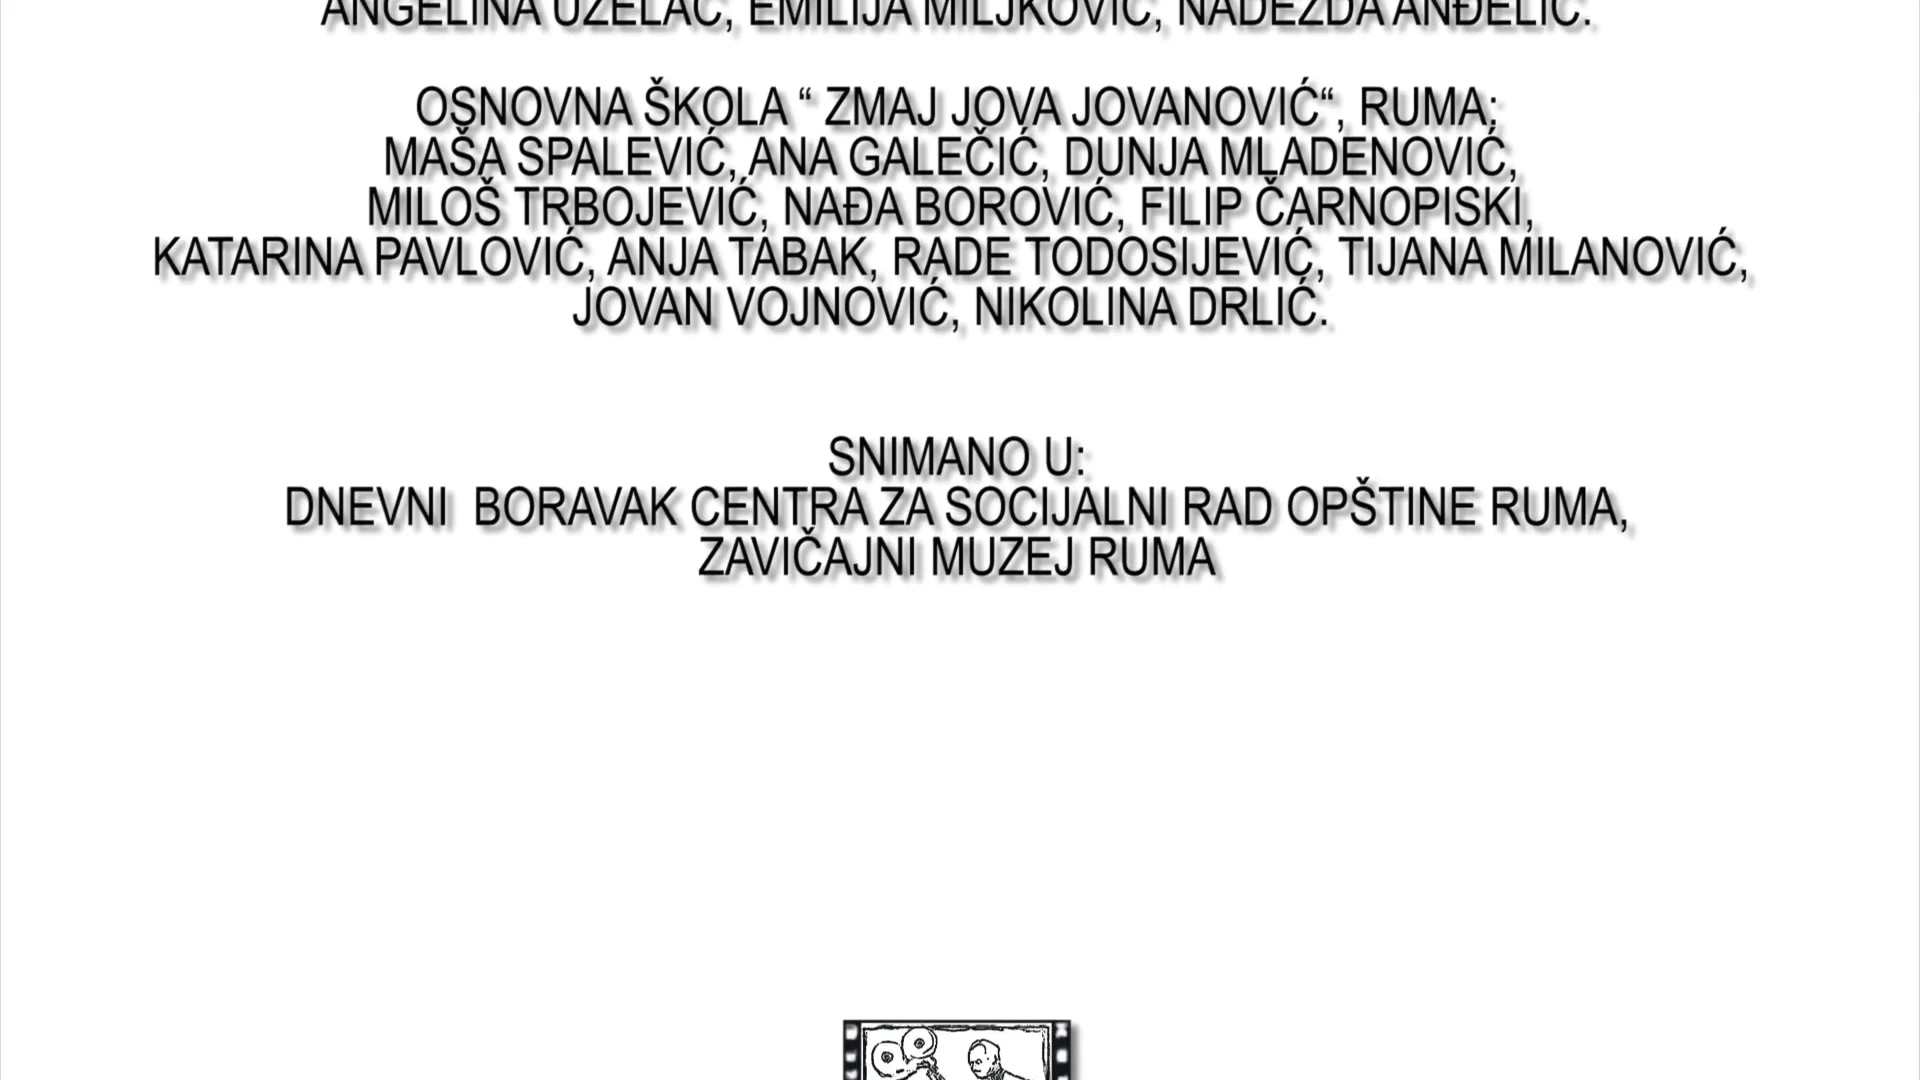 ANGELINA UZELAC, EMILIJA MILJKOVIĆ, NADEŽDA ANĐELIĆ.
OSNOVNA ŠKOLA “ ZMAJ JOVA JOVANOVIĆ“, RUMA:
MAŠA SPALEVIĆ, ANA GALEČIĆ, DUNJA MLADENOVIĆ,
MILOŠ TRBOJEVIĆ, NAĐA BOROVIĆ, FILIP ČARNOPISKI,
KATARINA PAVLOVIĆ, ANJA TABAK, RADE TODOSIJEVIĆ, TIJANA MILANOVIĆ,
JOVAN VOJNOVIĆ, NIKOLINA DRLIĆ.
SNIMANO U:
DNEVNI  BORAVAK CENTRA ZA SOCIJALNI RAD OPŠTINE RUMA,
ZAVIČAJNI MUZEJ RUMA